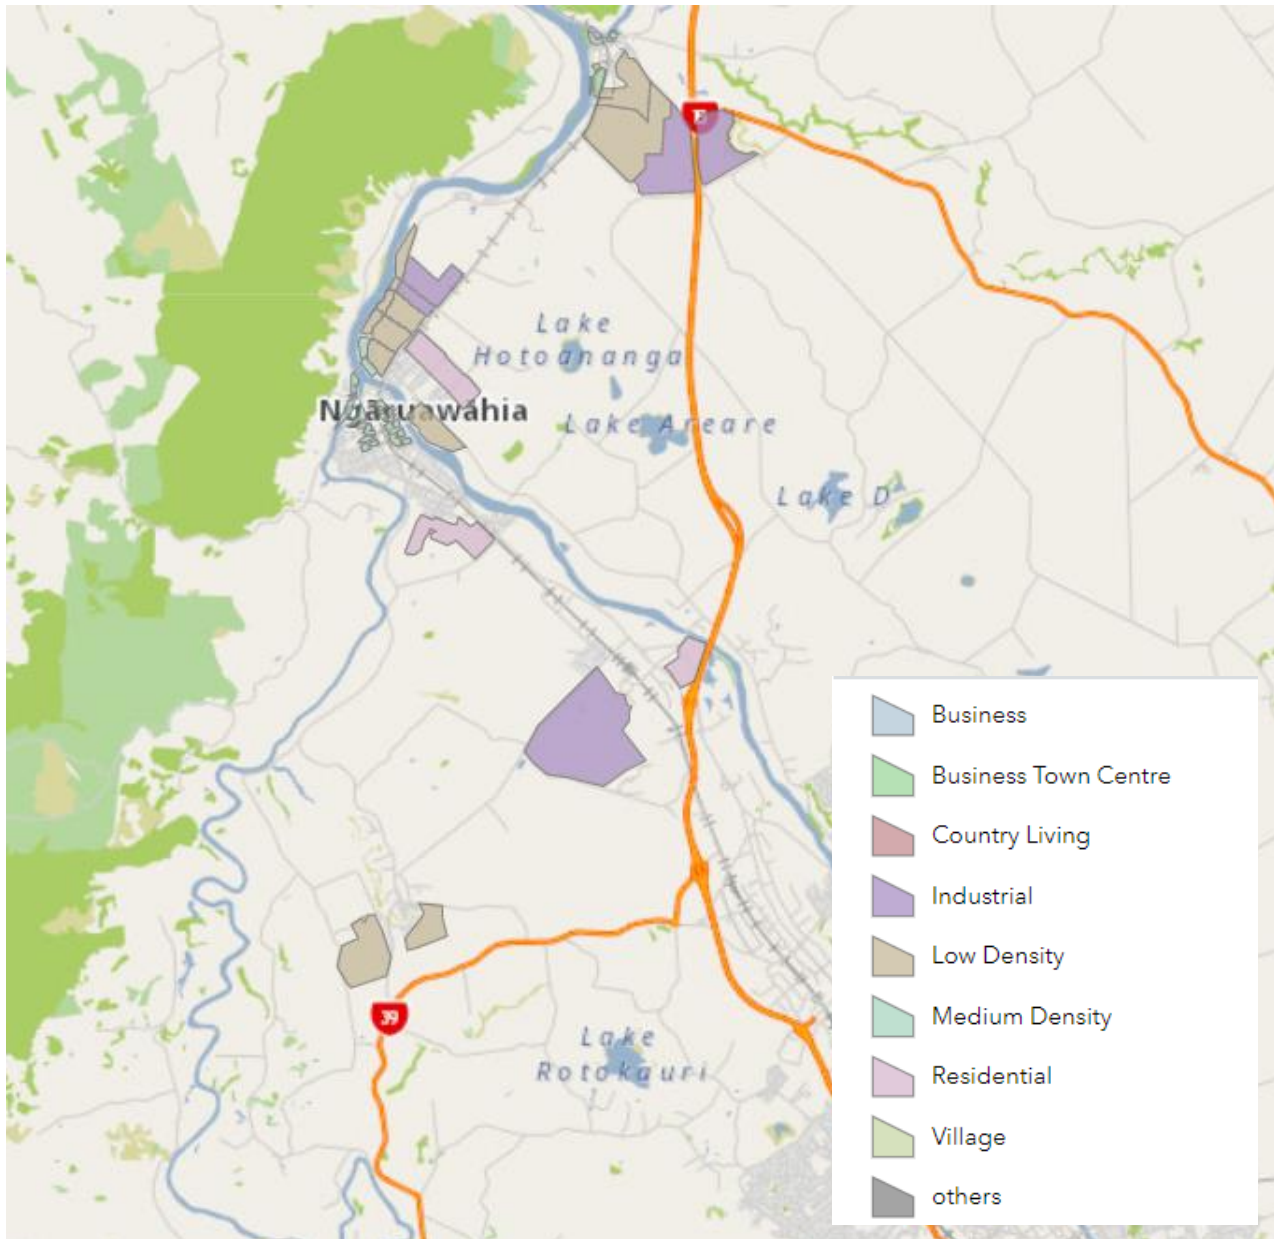 Lake
Hotoananga
Ngāruawāhia
Lake Areare
Lake D
39
Lake
Rotokauri
Business
Business Town Centre
Country Living
Industrial
Low Density
Medium Density
Residential
Village
others